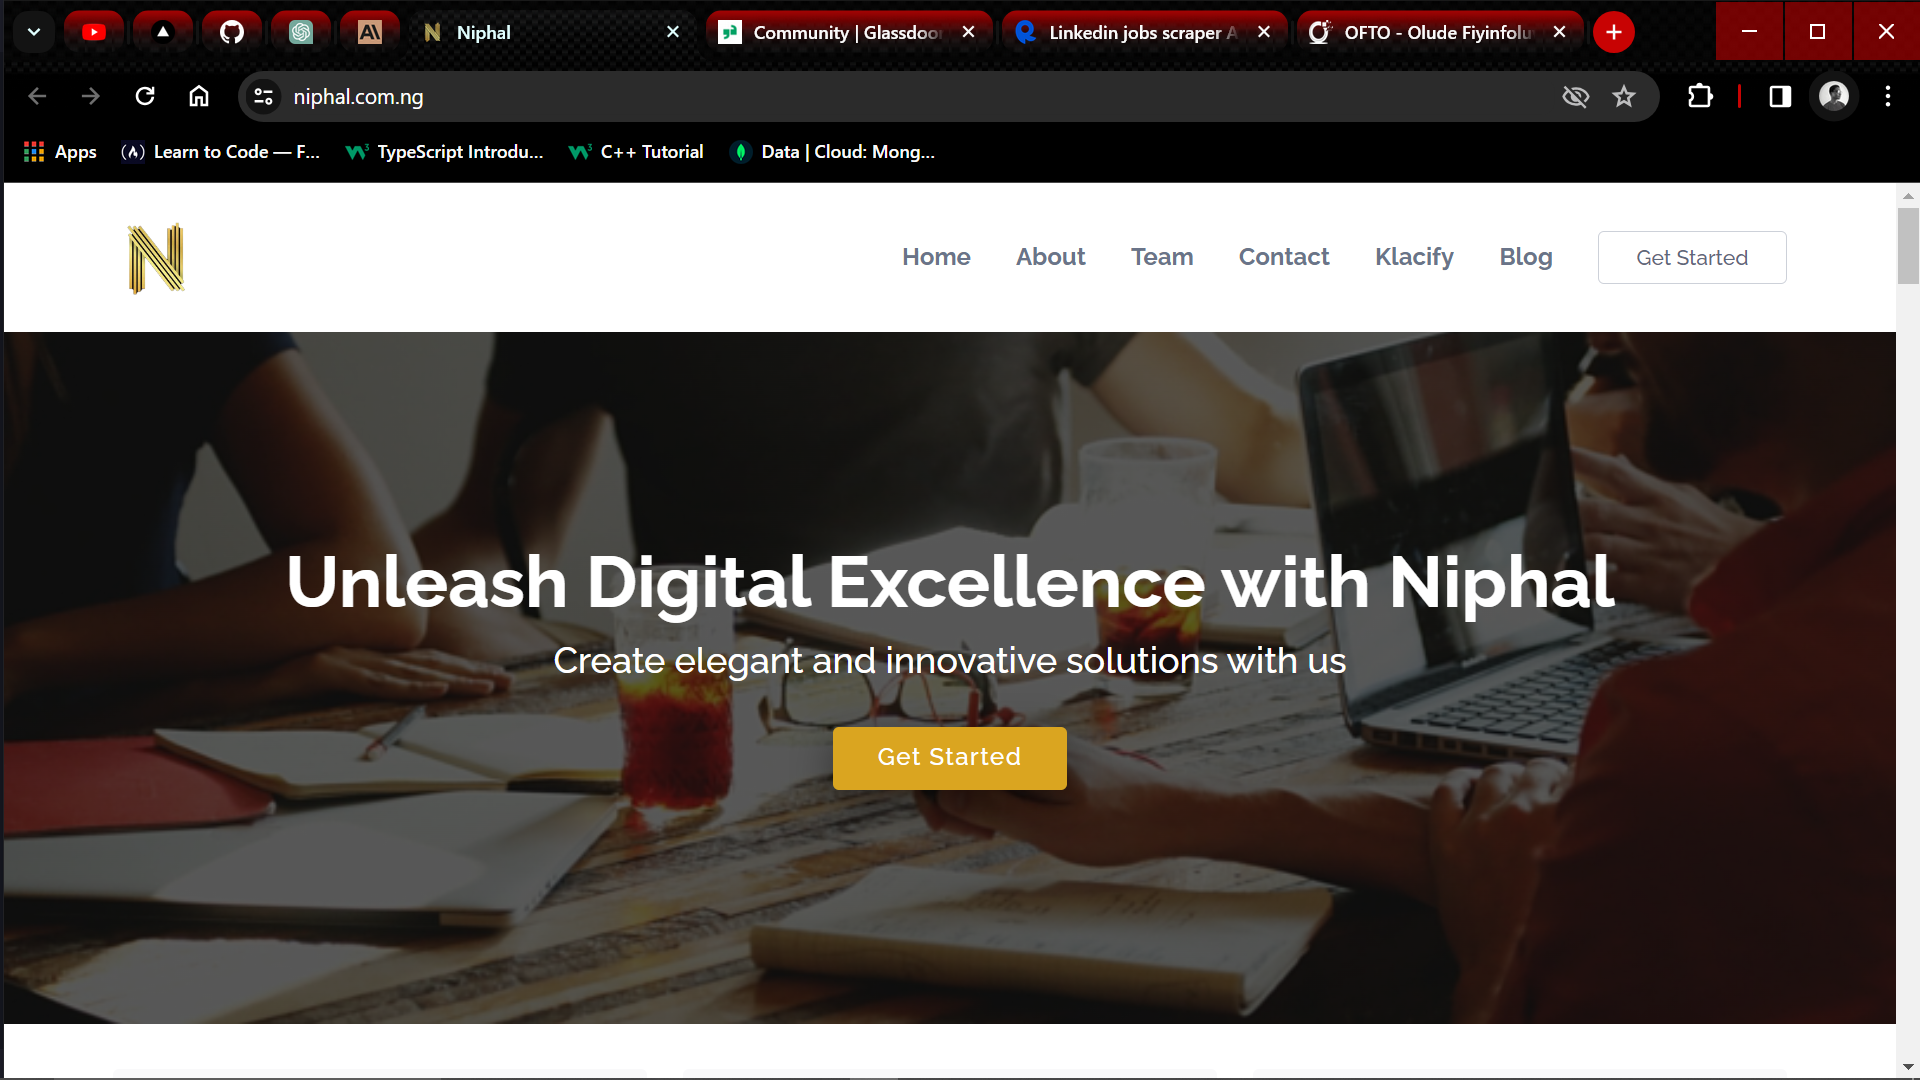 Niphal
Community | Glassdoor
Linkedin jobs scraper A
OFTO - Olude Fiyinfolu
niphal.com.ng
Apps
Learn to Code — F...
TypeScript Introdu...
C++ Tutorial
Data | Cloud: Mong...
N
Home
About
Team
Contact
Klacify
Blog
Get Started
Unleash Digital Excellence with Niphal
Create elegant and innovative solutions with us
Get Started